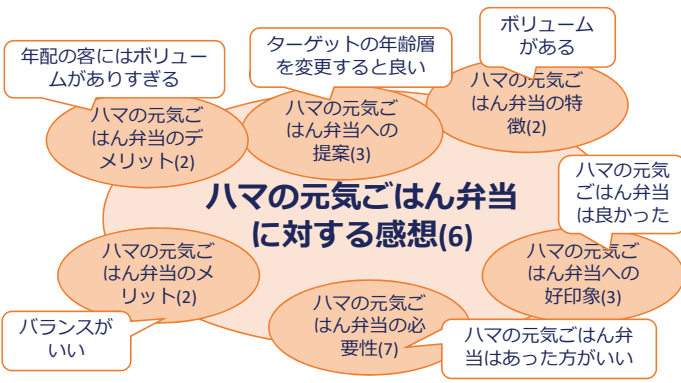 年配の客にはボリュー
ムがありすぎる
ターゲットの年齢層
を変更すると良い
ボリューム
がある
ハマの元気ご
はん弁当のデ
メリット(2)
ハマの元気ご
はん弁当への
提案(3)
ハマの元気ご
はん弁当の特
徴(2)
ハマの元気ごはん弁当
に対する感想(6)
ハマの元気
ごはん弁当
は良かった
ハマの元気ご
はん弁当のメ
リット(2)
ハマの元気ご
はん弁当への
好印象(3)
バランスが
いい
ハマの元気ご
はん弁当の必
要性(7)
ハマの元気ごはん弁
当はあった方がいい